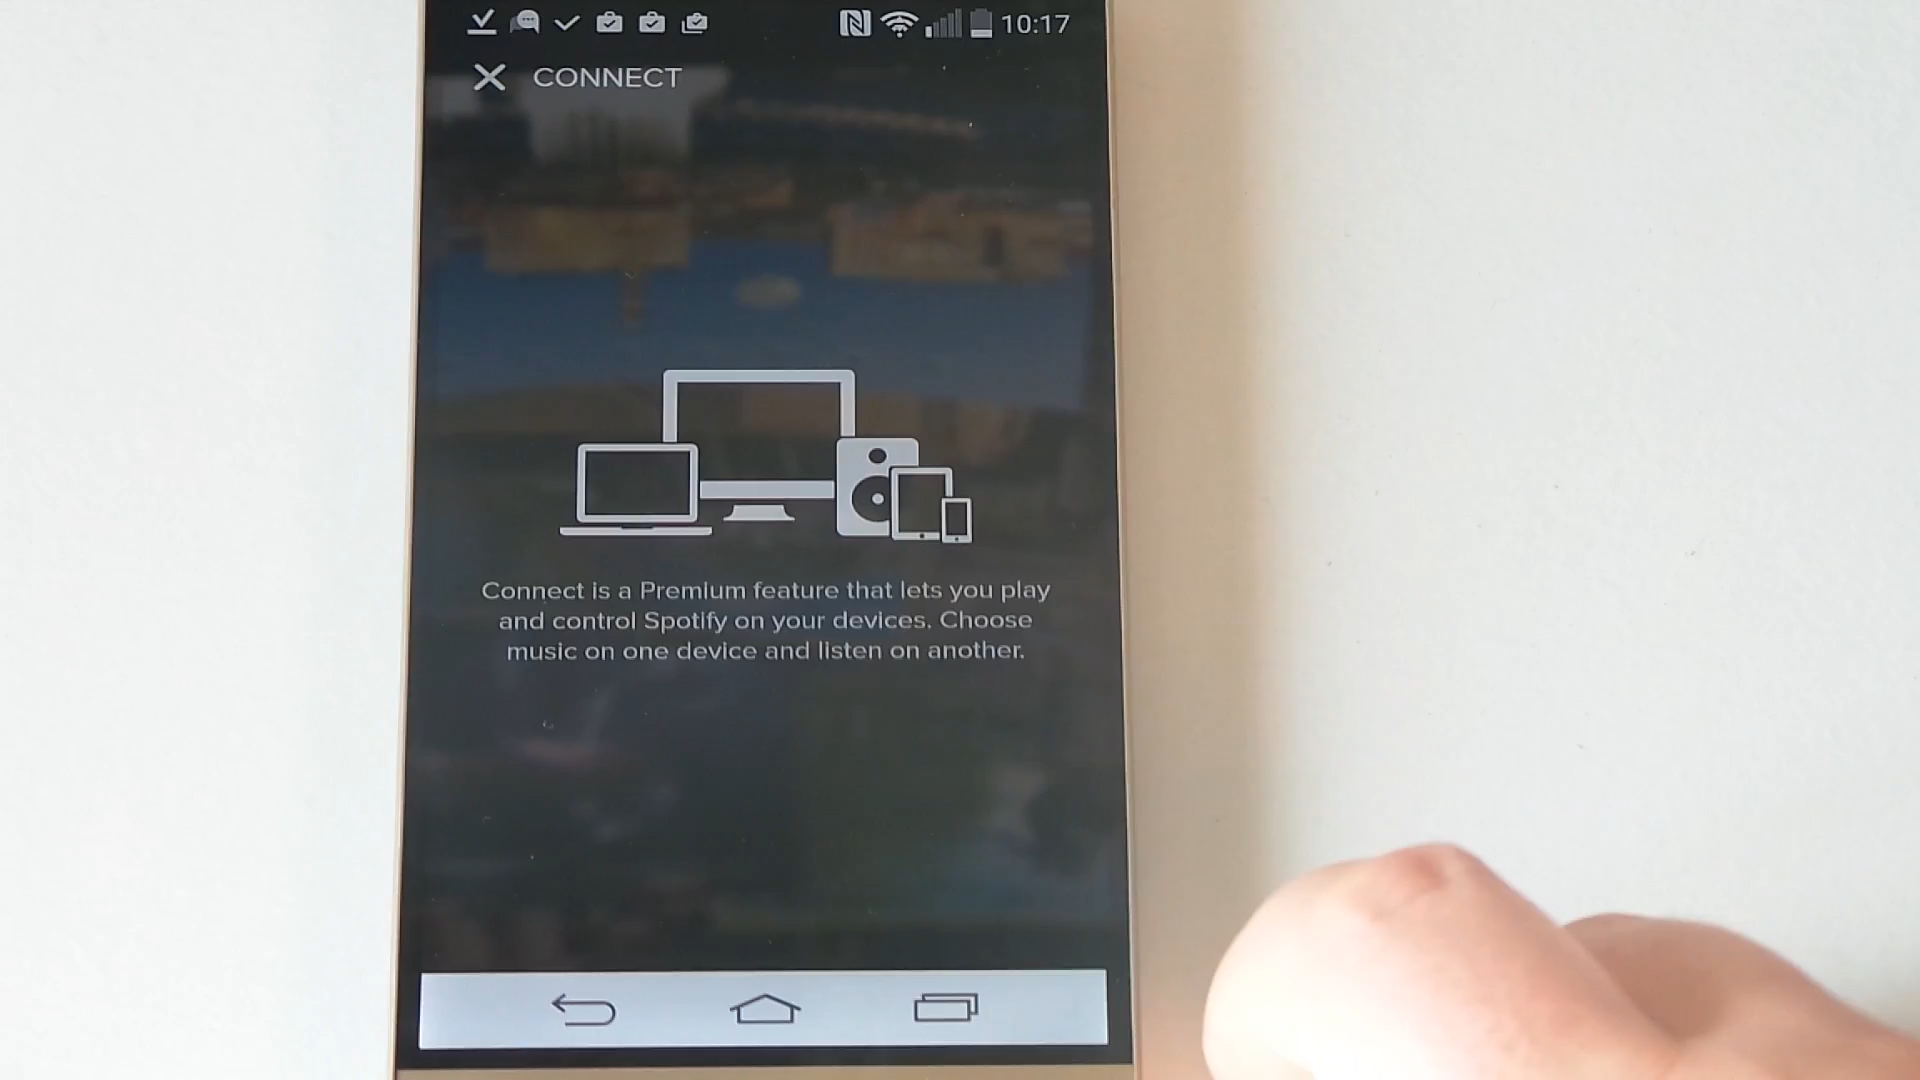 10:17
CONNECT
Connect is a Premium feature that lets you play
and control Spotify on your devices. Choose
music on one device and listen on another.